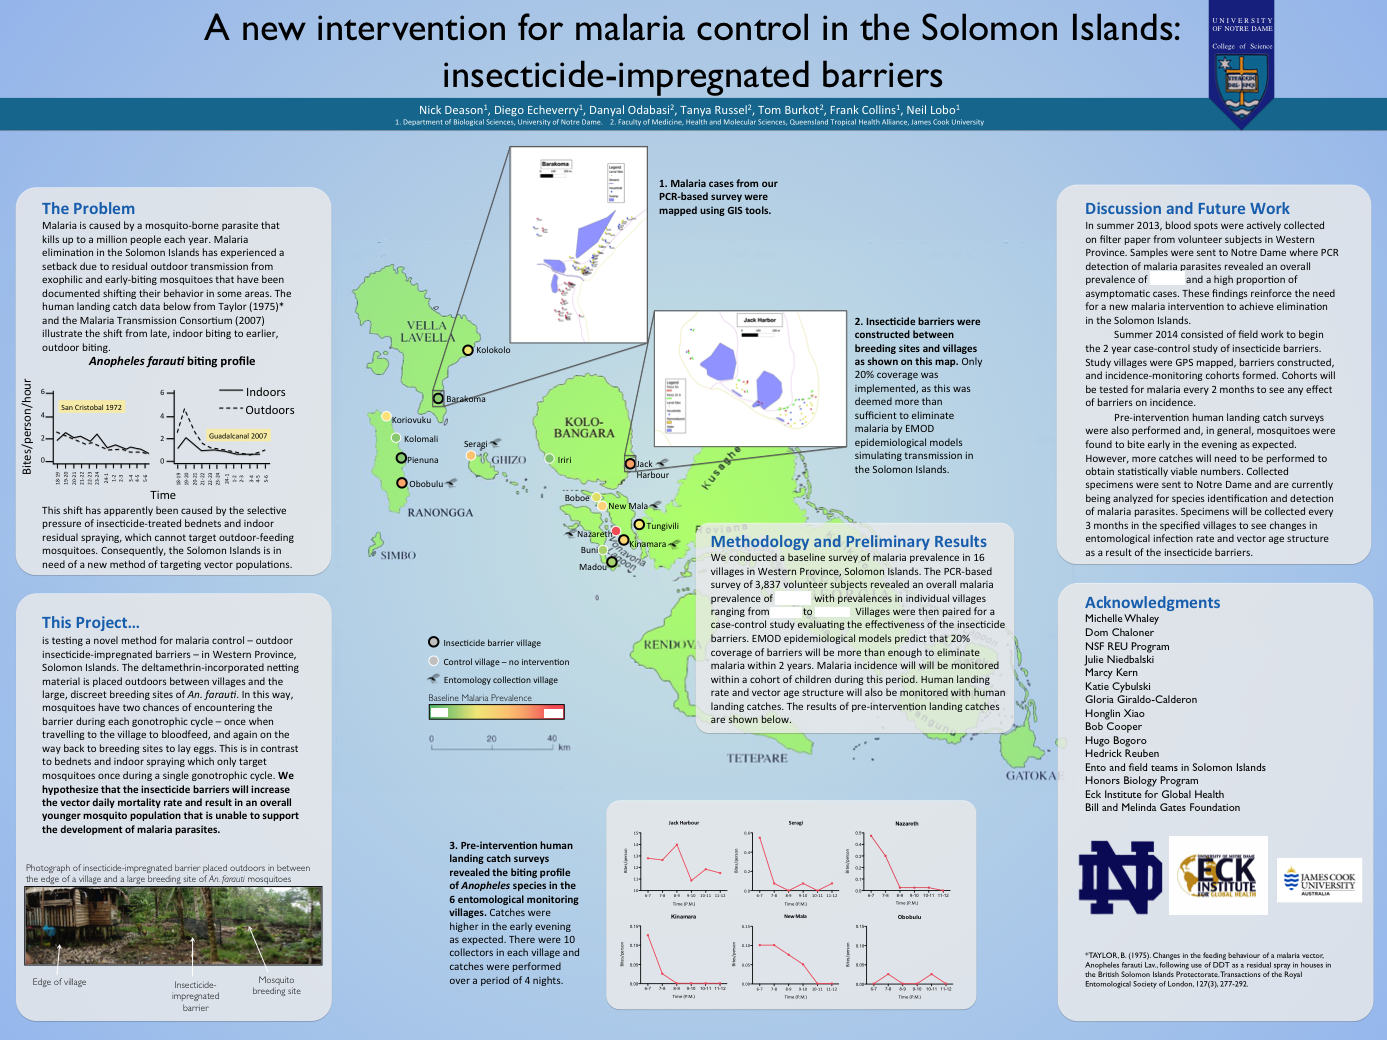 A new intervention for malaria control in the Solomon Islands:
insecticide-impregnated barriers
UNIVERSITY
OF NOTRE DAME
College of Science
Nick Deason1, Diego Echeverry1, Danyal Odabasi2, Tanya Russel2, Tom Burkot2, Frank Collins1, Neil Lobo1
1. Department of Biological Sciences, University of Notre Dame. 2. Faculty of Medicine, Health and Molecular Sciences, Queensland Tropical Health Alliance, James Cook University
The Problem
Malaria is caused by a mosquito-borne parasite that
kills up to a million people each year. Malaria
elimination in the Solomon Islands has experienced a
setback due to residual outdoor transmission from
exophilic and early-biting mosquitoes that have been
documented shifting their behavior in some areas. The
human landing catch data below from Taylor (1975)*
and the Malaria Transmission Consortium (2007)
illustrate the shift from late, indoor biting to earlier,
outdoor biting.
Anopheles farauti biting profile
Bites/person/hour
San Cristobal 1972
Guadalcanal 2007
Indoors
Outdoors
Time
This shift has apparently been caused by the selective
pressure of insecticide-treated bednets and indoor
residual spraying, which cannot target outdoor-feeding
mosquitoes. Consequently, the Solomon Islands is in
need of a new method of targeting vector populations.
This Project...
is testing a novel method for malaria control – outdoor
insecticide-impregnated barriers – in Western Province,
Solomon Islands. The deltamethrin-incorporated netting
material is placed outdoors between villages and the
large, discreet breeding sites of An. farauti. In this way,
mosquitoes have two chances of encountering the
barrier during each gonotrophic cycle – once when
travelling to the village to bloodfeed, and again on the
way back to breeding sites to lay eggs. This is in contrast
to bednets and indoor spraying which only target
mosquitoes once during a single gonotrophic cycle. We
hypothesize that the insecticide barriers will increase
the vector daily mortality rate and result in an overall
younger mosquito population that is unable to support
the development of malaria parasites.
Photograph of insecticide-impregnated barrier placed outdoors in between
the edge of a village and a large breeding site of An. farauti mosquitoes
Edge of village
Insecticide-
impregnated
barrier
Mosquito
breeding site
Barakoma
Legend
1. Malaria cases from our
PCR-based survey were
mapped using GIS tools.
Jack Harbor
Legend
2. Insecticide barriers were
constructed between
breeding sites and villages
as shown on this map. Only
20% coverage was
implemented, as this was
deemed more than
sufficient to eliminate
malaria by EMOD
epidemiological models
simulating transmission in
the Solomon Islands.
VELLA
LAVELLA
Kolokolo
Barakoma
Koriovuku
Kolomali
Pienuna
Obobulu
RANONGGA
SIMBO
Seragi
GHIZO
KOLO-
BANGARA
Iriri
Jack
Harbour
Kusaghe
Boboe
New Mala
Tungivili
Nazareth
Kinamara
Buni
Madou
Vonavona
Lagoon
Roviana
RENDOVA
TETEPARE
GATOKAE
Insecticide barrier village
Control village – no intervention
Entomology collection village
Baseline Malaria Prevalence
0 20 40
km
Methodology and Preliminary Results
We conducted a baseline survey of malaria prevalence in 16
villages in Western Province, Solomon Islands. The PCR-based
survey of 3,837 volunteer subjects revealed an overall malaria
prevalence of with prevalences in individual villages
ranging from to Villages were then paired for a
case-control study evaluating the effectiveness of the insecticide
barriers. EMOD epidemiological models predict that 20%
coverage of barriers will be more than enough to eliminate
malaria within 2 years. Malaria incidence will will be monitored
within a cohort of children during this period. Human landing
rate and vector age structure will also be monitored with human
landing catches. The results of pre-intervention landing catches
are shown below.
3. Pre-intervention human
landing catch surveys
revealed the biting profile
of Anopheles species in the
6 entomological monitoring
villages. Catches were
higher in the early evening
as expected. There were 10
collectors in each village and
catches were performed
over a period of 4 nights.
Jack Harbour
Seragi
Nazareth
Bites/person
Time (P.M.)
Kinamara
New Mala
Obobulu
Bites/person
Time (P.M.)
Discussion and Future Work
In summer 2013, blood spots were actively collected
on filter paper from volunteer subjects in Western
Province. Samples were sent to Notre Dame where PCR
detection of malaria parasites revealed an overall
prevalence of and a high proportion of
asymptomatic cases. These findings reinforce the need
for a new malaria intervention to achieve elimination
in the Solomon Islands.
Summer 2014 consisted of field work to begin
the 2 year case-control study of insecticide barriers.
Study villages were GPS mapped, barriers constructed,
and incidence-monitoring cohorts formed. Cohorts will
be tested for malaria every 2 months to see any effect
of barriers on incidence.
Pre-intervention human landing catch surveys
were also performed and, in general, mosquitoes were
found to bite early in the evening as expected.
However, more catches will need to be performed to
obtain statistically viable numbers. Collected
specimens were sent to Notre Dame and are currently
being analyzed for species identification and detection
of malaria parasites. Specimens will be collected every
3 months in the specified villages to see changes in
entomological infection rate and vector age structure
as a result of the insecticide barriers.
Acknowledgments
Michelle Whaley
Dom Chaloner
NSF REU Program
Julie Niedbalski
Marcy Kern
Katie Cybulski
Gloria Giraldo-Calderon
Honglin Xiao
Bob Cooper
Hugo Bogoro
Hedrick Reuben
Ento and field teams in Solomon Islands
Honors Biology Program
Eck Institute for Global Health
Bill and Melinda Gates Foundation
ND
UNIVERSITY OF NOTRE DAME
ECK
INSTITUTE
FOR GLOBAL HEALTH
JAMES COOK
UNIVERSITY
AUSTRALIA
*TAYLOR, B. (1975). Changes in the feeding behaviour of a malaria vector,
Anopheles farauti Lav., following use of DDT as a residual spray in houses in
the British Solomon Islands Protectorate. Transactions of the Royal
Entomological Society of London, 127(3), 277-292.